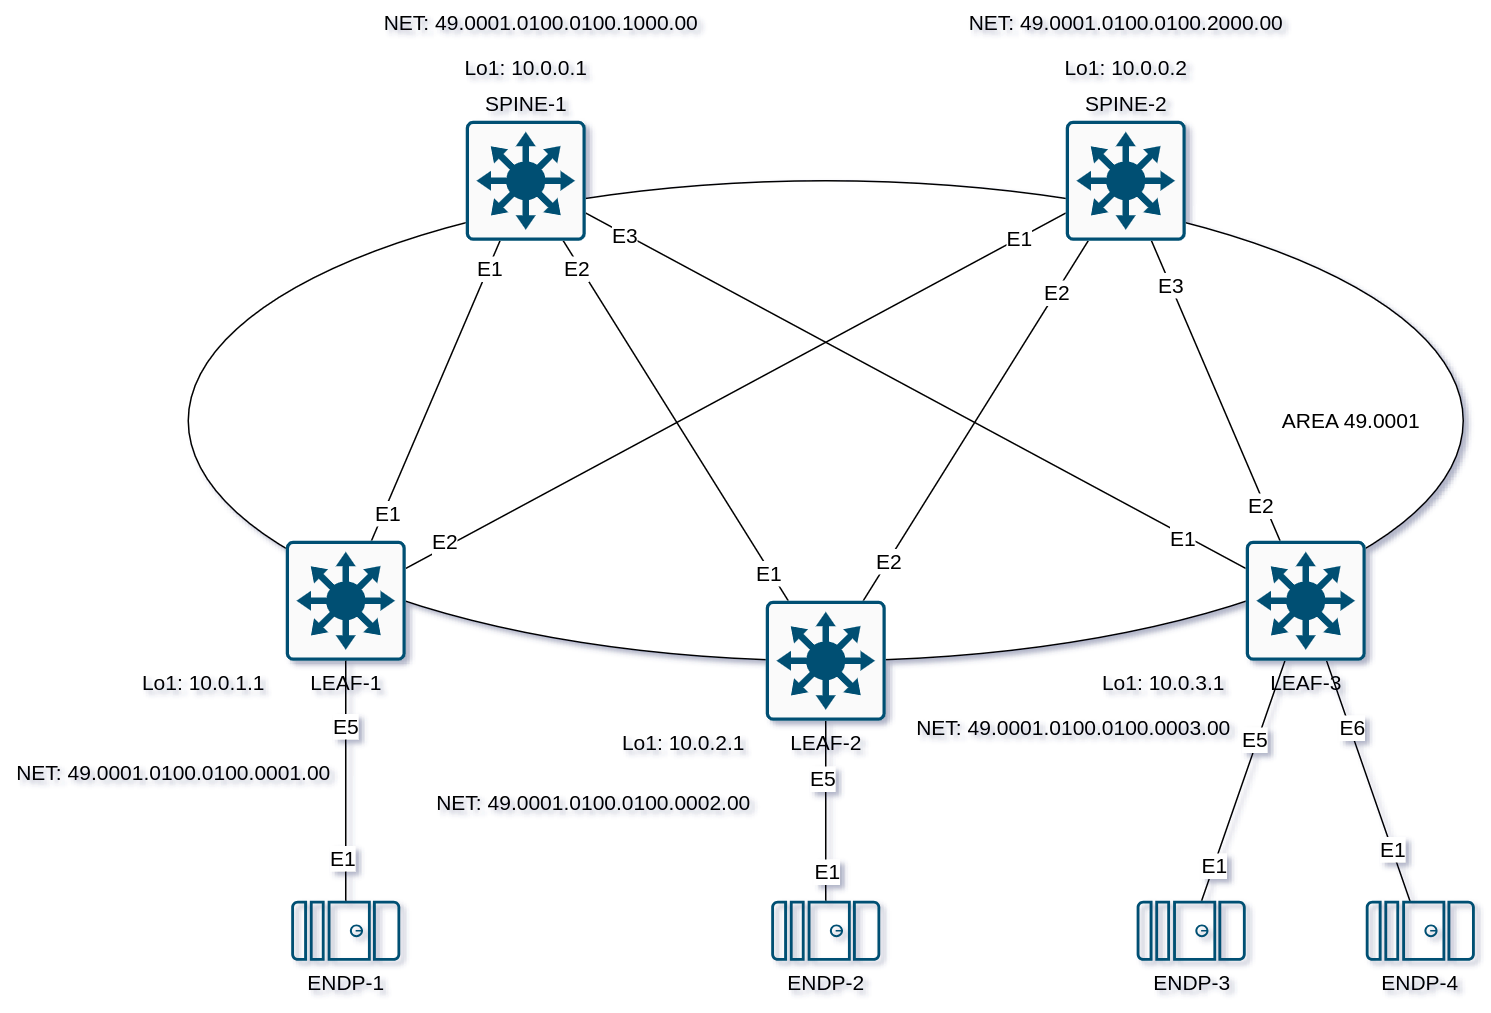 NET: 49.0001.0100.0100.1000.00
NET: 49.0001.0100.0100.2000.00
Lo1: 10.0.0.1
Lo1: 10.0.0.2
SPINE-1
SPINE-2
E3
E1
E1
E2
E2
E3
AREA 49.0001
E1
E2
E1
E2
E1
E2
Lo1: 10.0.1.1
LEAF-1
Lo1: 10.0.3.1
LEAF-3
E5
NET: 49.0001.0100.0100.0003.00
E5
E6
Lo1: 10.0.2.1
LEAF-2
NET: 49.0001.0100.0100.0001.00
E5
NET: 49.0001.0100.0100.0002.00
E1
E1
E1
E1
ENDP-1
ENDP-2
ENDP-3
ENDP-4